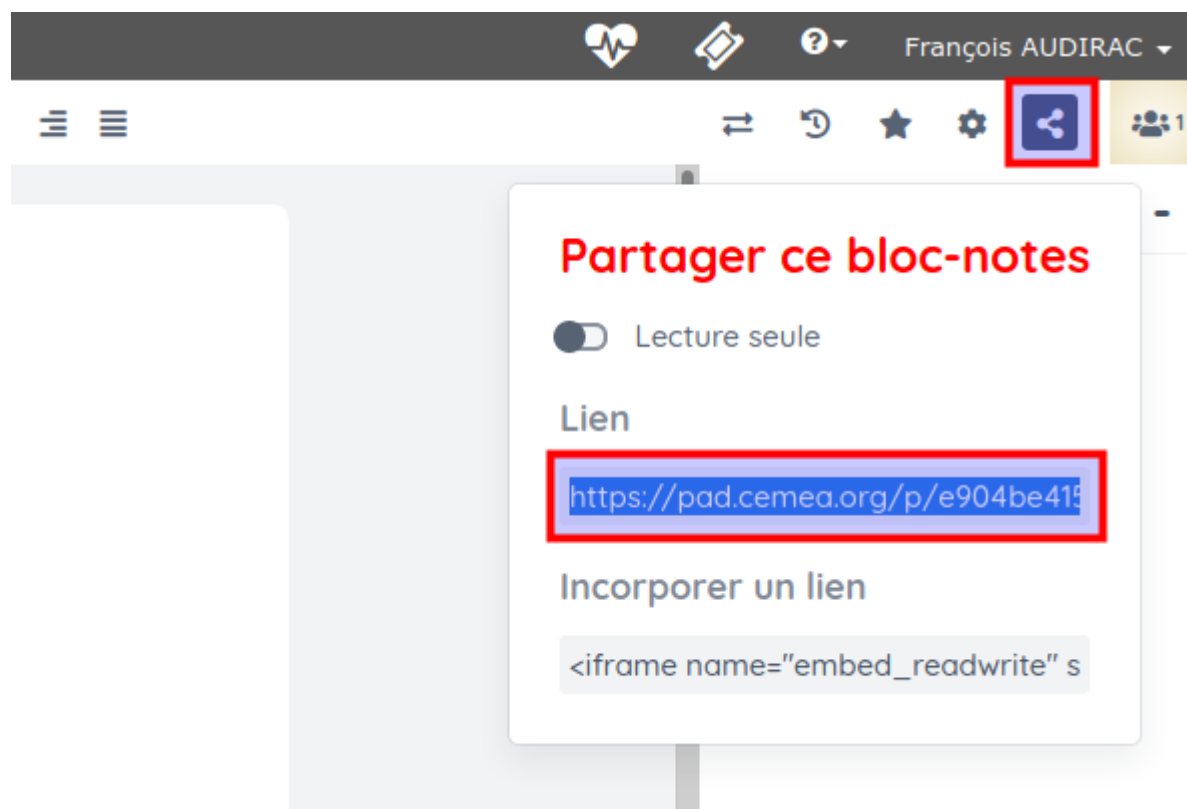 François AUDIRAC
1
Partager ce bloc-notes
Lecture seule
Lien
https://pad.cemea.org/p/e904be415
Incorporer un lien
<iframe name="embed_readwrite" s